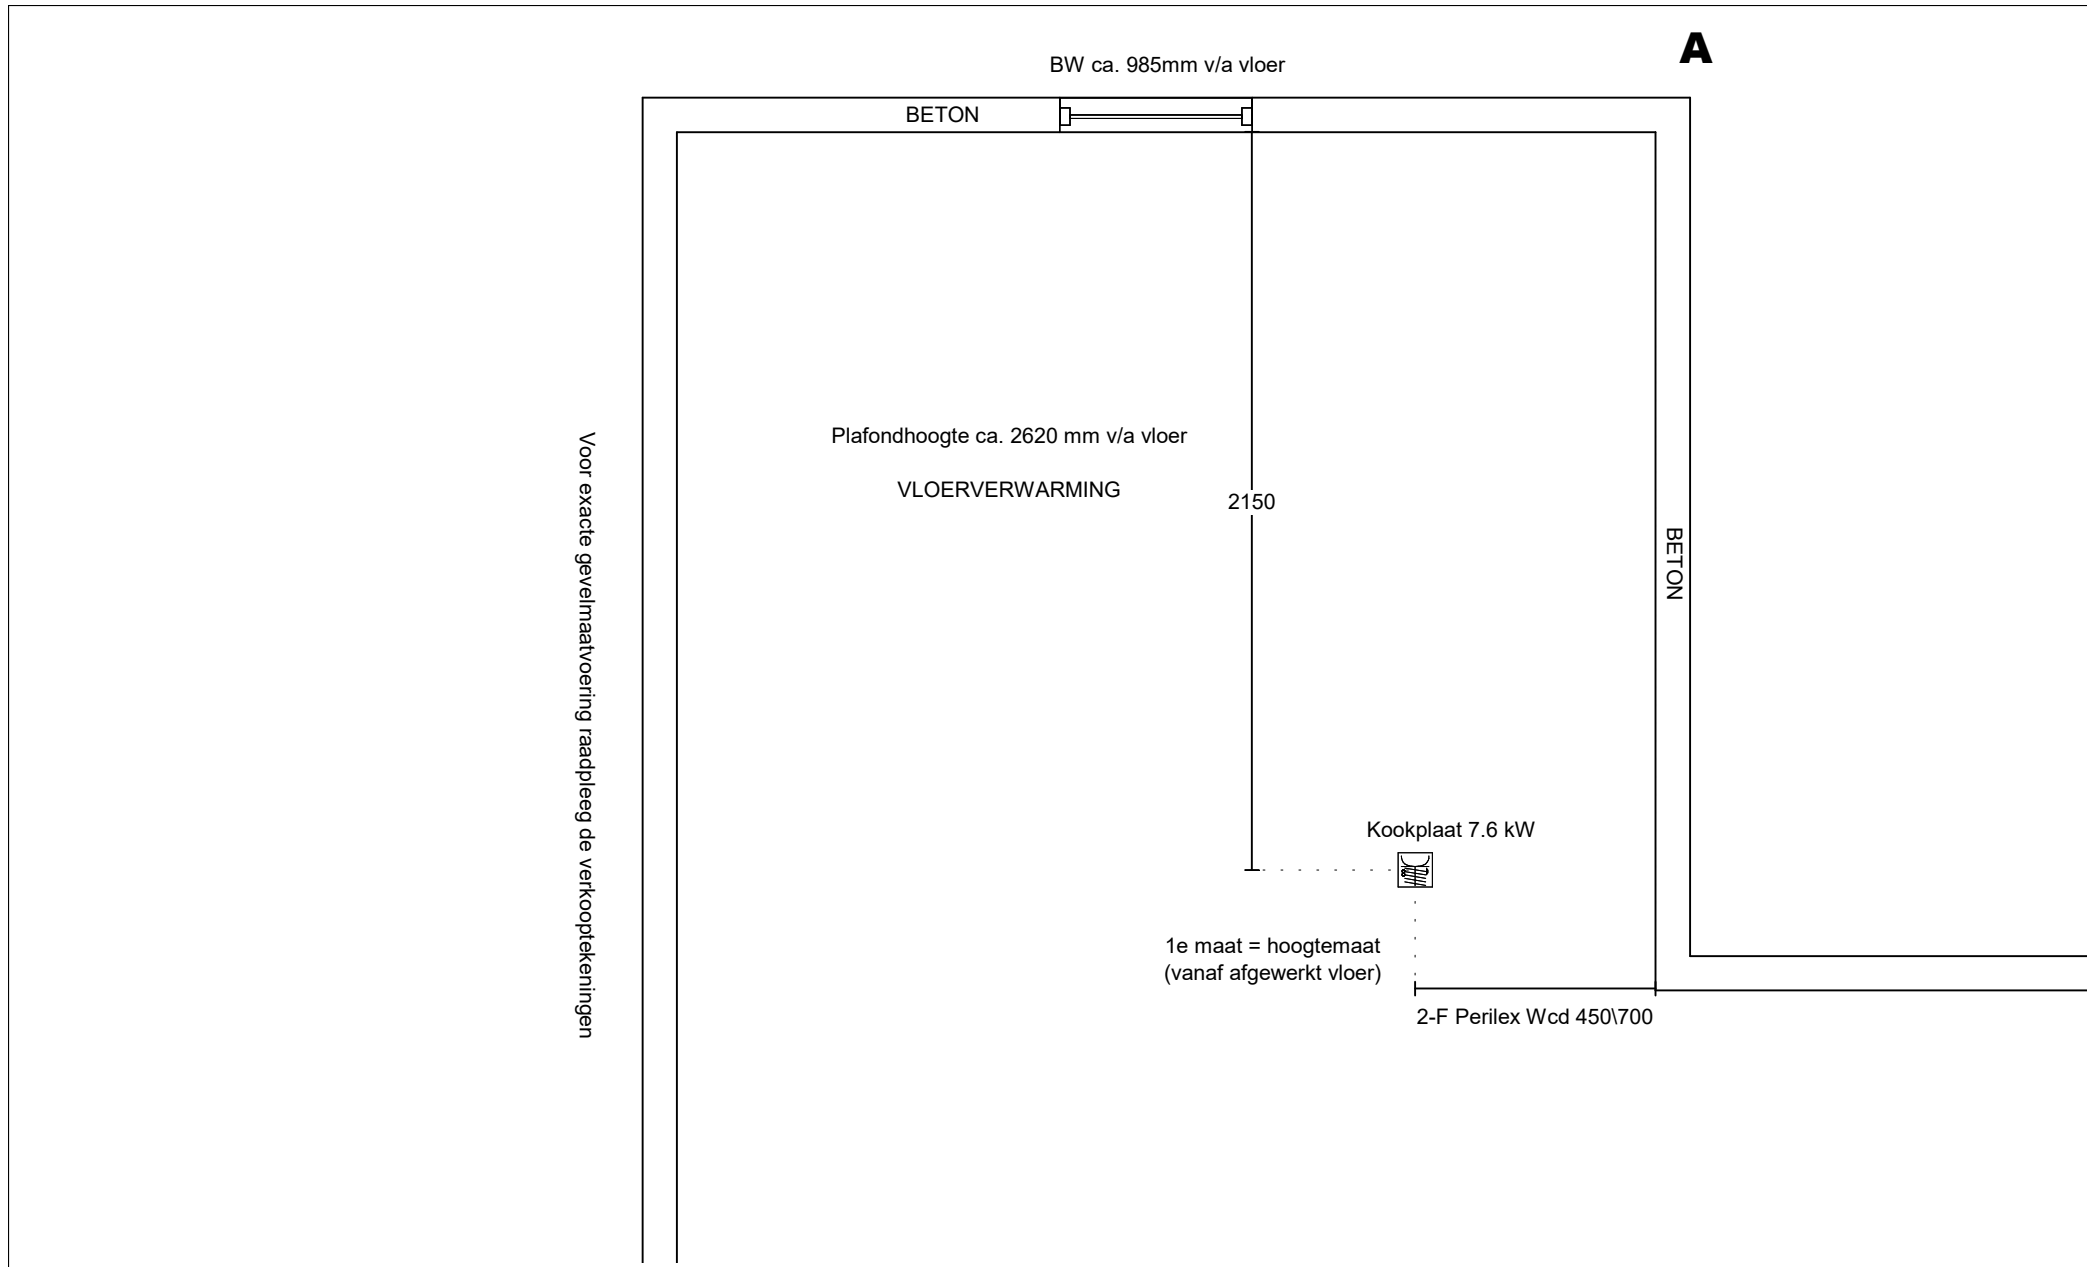 A
BW ca. 985mm v/a vloer
BETON
Plafondhoogte ca. 2620 mm v/a vloer
VLOERVERWARMING
2150
BETON
Voor exacte gevelmaatvoering raadpleeg de verkooptekeningen
Kookplaat 7.6 kW
1e maat = hoogtemaat
(vanaf afgewerkt vloer)
2-F Perilex Wcd 450\700